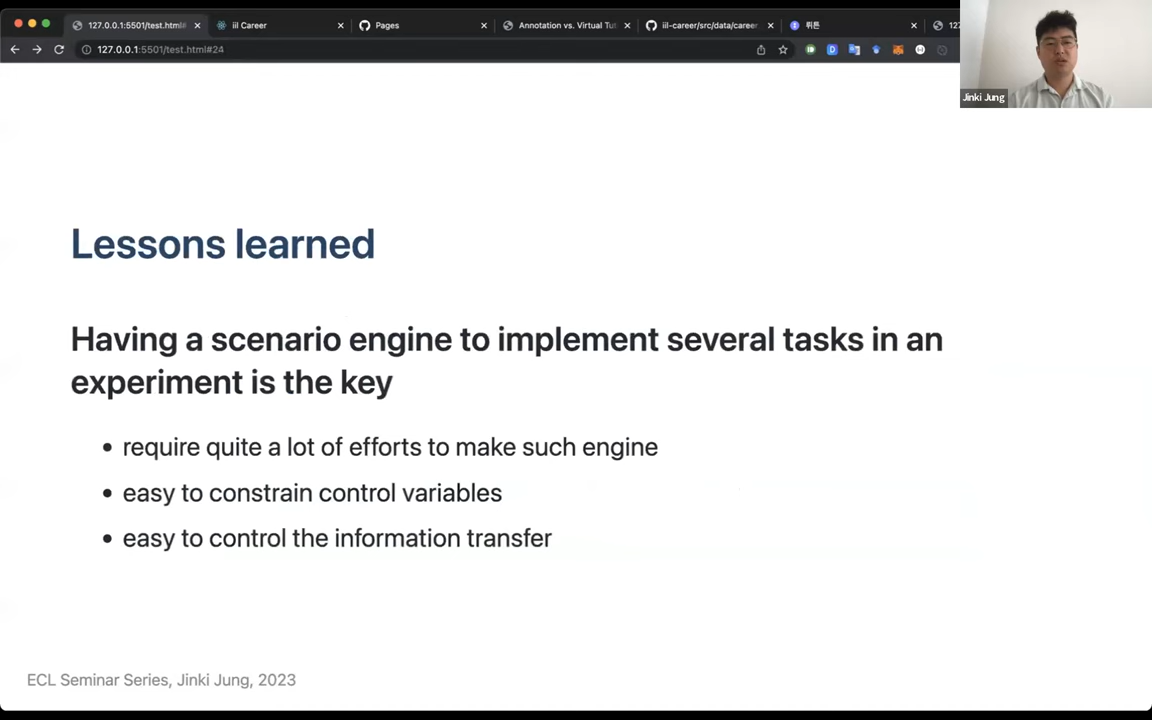 127.0.0.1:5501/test.html#
iil Career
Pages
Annotation vs. Virtual Tut
iil-career/src/data/career
뤼튼
127
127.0.0.1:5501/test.html#24
Jinki Jung
Lessons learned
Having a scenario engine to implement several tasks in an
experiment is the key
• require quite a lot of efforts to make such engine
• easy to constrain control variables
• easy to control the information transfer
ECL Seminar Series, Jinki Jung, 2023